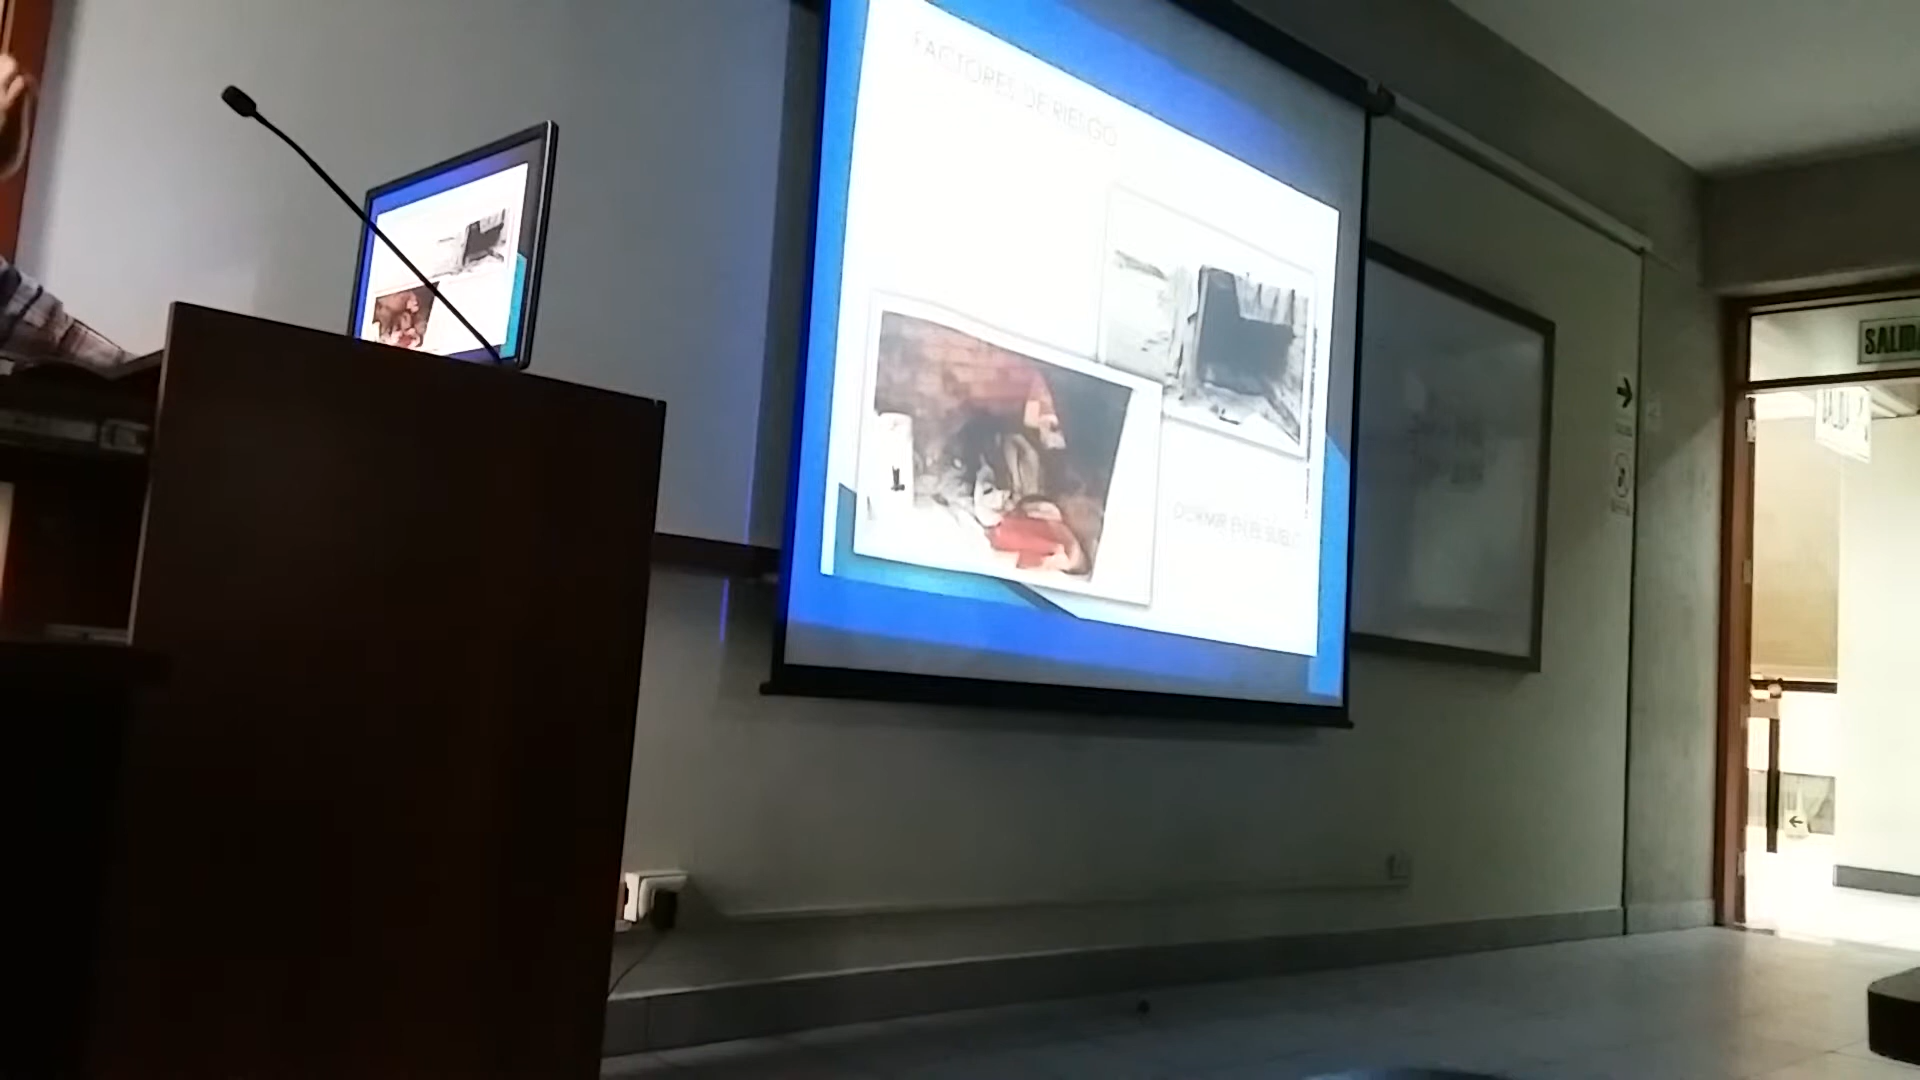 FACTORES DE RIESGO
DORMIR EN EL SUELO
SALIDA